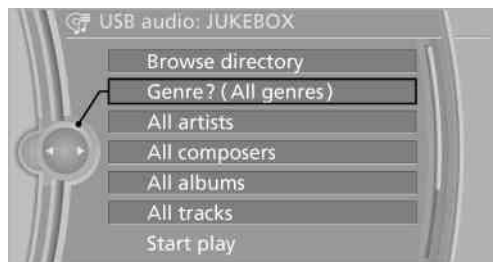 USB audio: JUKEBOX
Browse directory
Genre? (All genres)
All artists
All composers
All albums
All tracks
Start play